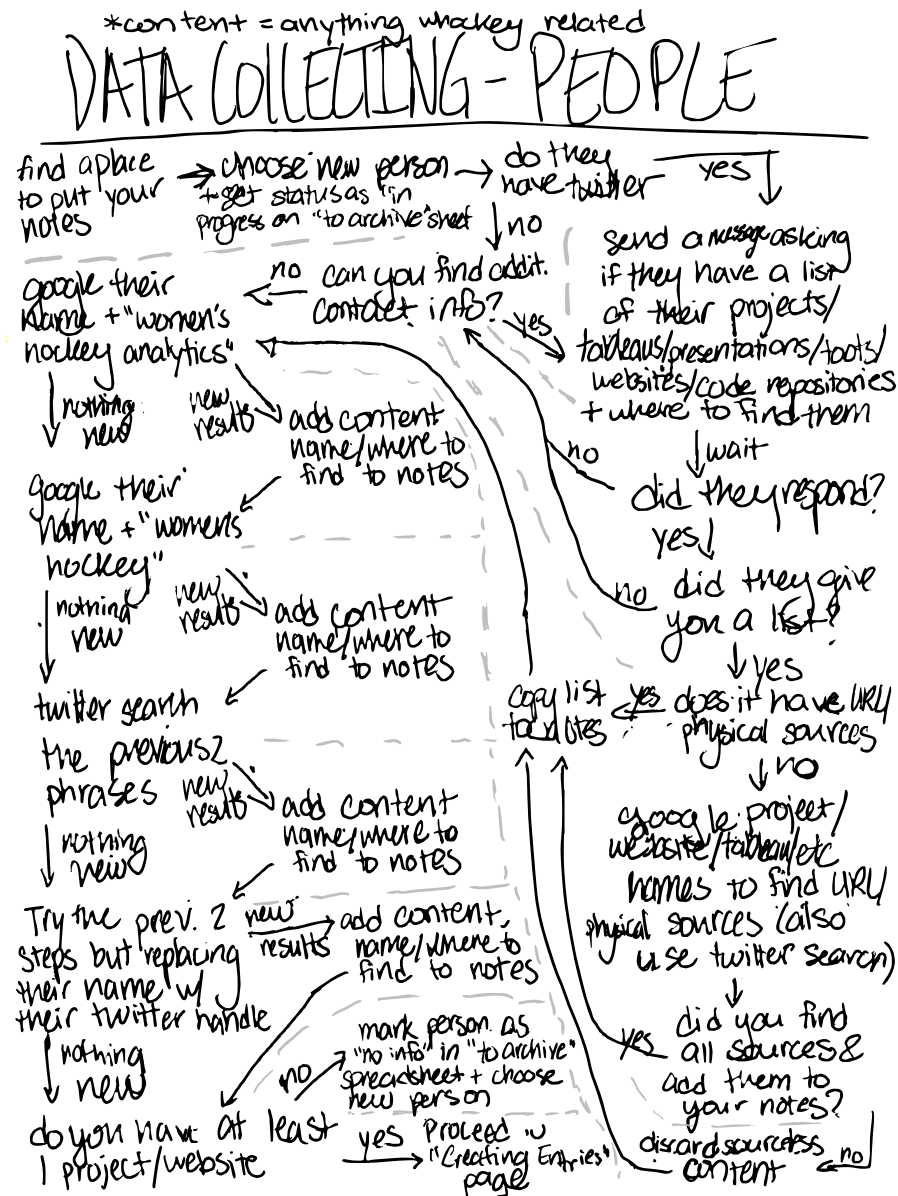 *content = anything whockey related
DATA COLLECTING - PEOPLE
find a place
to put your
notes
choose new person
+ set status as "in
progress on "to archive" sheet
do they
have twitter
yes
no
send a message asking
if they have a list
of their projects/
tableaus/presentations/tools/
websites/code repositories
+ where to find them
wait
did they respond?
no
yes
did they give
you a list?
no
yes
does it have URL/
physical sources
yes
copy list
to notes
no
google project/
website/tableau/etc
names to find URL/
physical sources (also
use twitter search)
did you find
all sources &
add them to
your notes?
yes
no
discard sourceless
content
can you find addit.
contact info?
yes
no
google their
name + "women's
hockey analytics"
nothing
new
new
results
add content
name/where to
find to notes
google their
name + "women's
hockey"
nothing
new
new
results
add content
name/where to
find to notes
twitter search
the previous 2
phrases
nothing
new
new
results
add content
name/where to
find to notes
Try the prev. 2
steps but replacing
their name w/
their twitter handle
new
results
add content,
name/where to
find to notes
nothing
new
do you have at least
1 project/website
no
mark person as
"no info" in "to archive"
spreadsheet + choose
new person
yes
Proceed to
"Creating Entries"
page